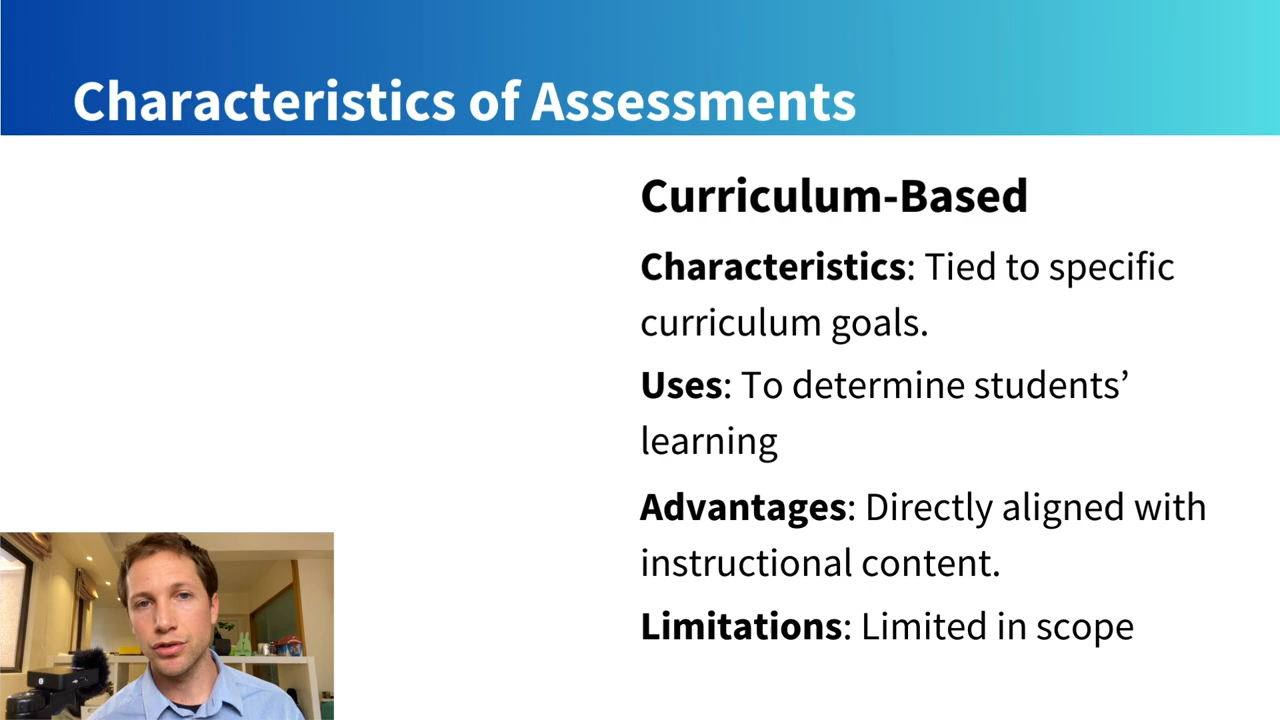 Characteristics of Assessments
Curriculum-Based
Characteristics: Tied to specific
curriculum goals.
Uses: To determine students’
learning
Advantages: Directly aligned with
instructional content.
Limitations: Limited in scope